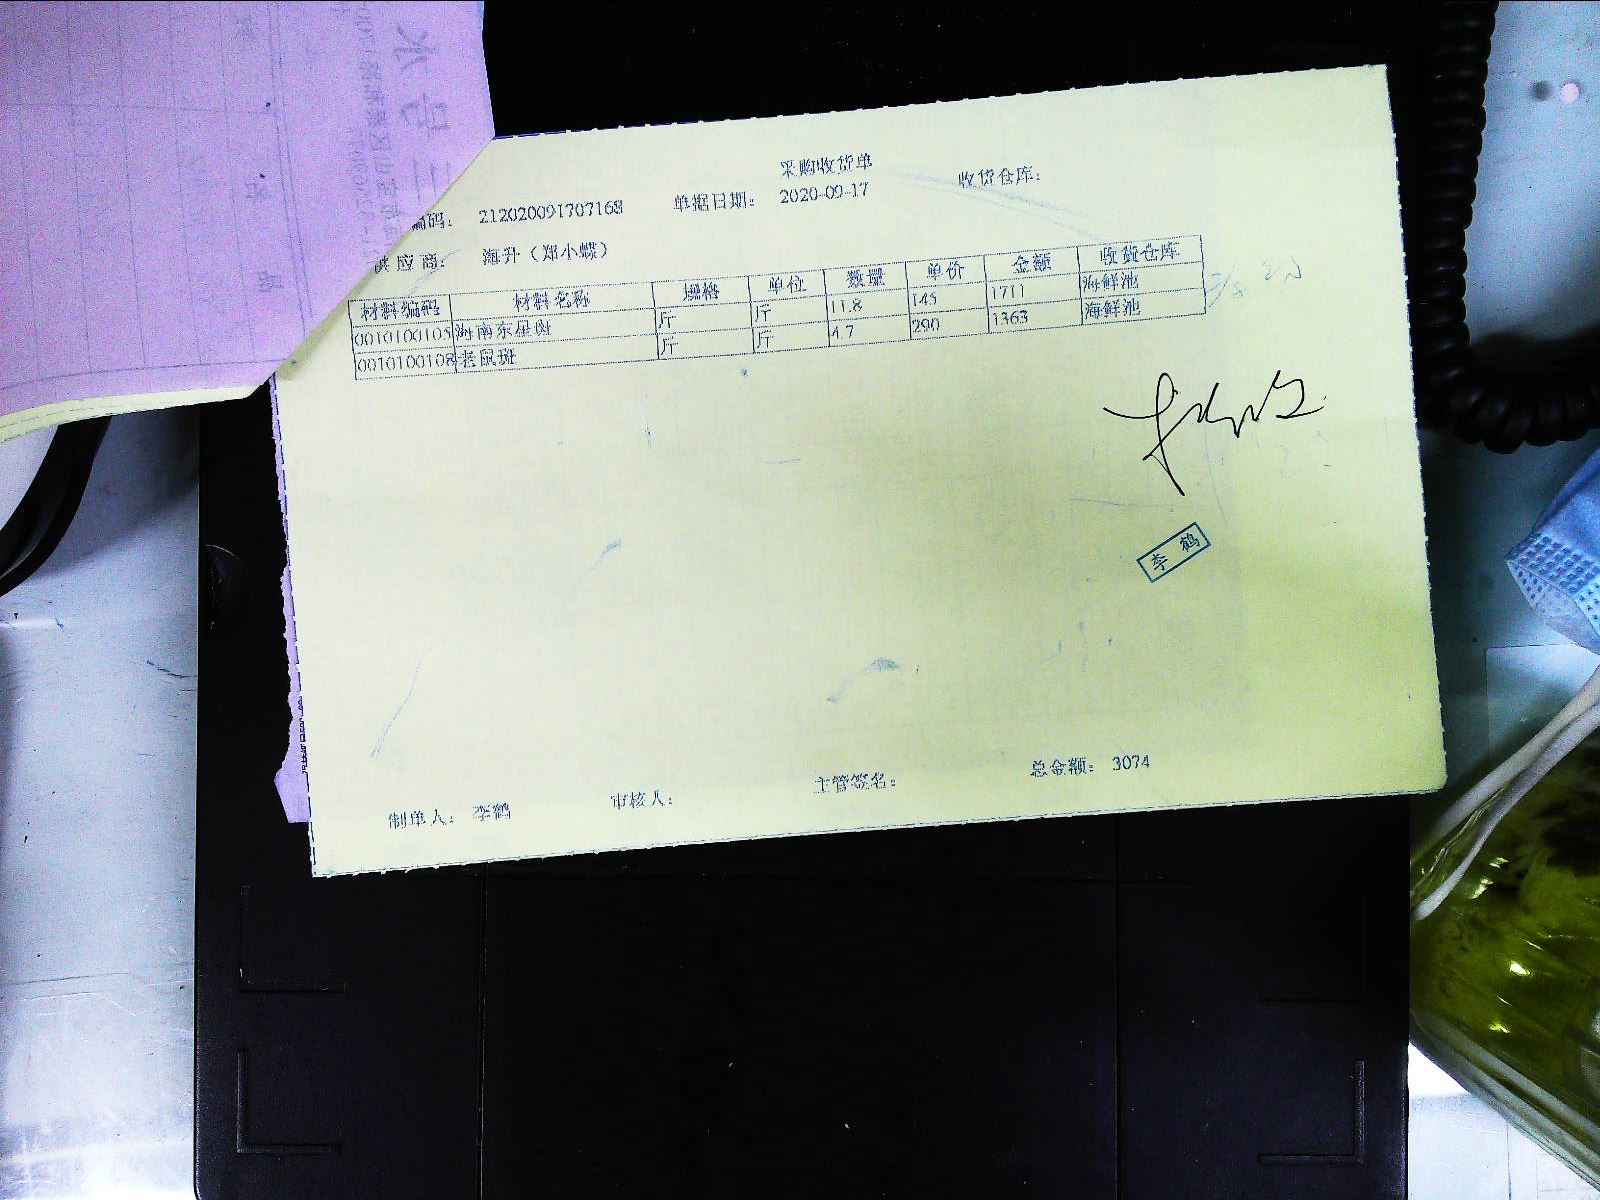 采购收货单
编码： 212020091707168 单据日期： 2020-09-17 收货仓库：
供应商： 海升（郑小蝶）
材料编码 材料名称 规格 单位 数量 单价 金额 收货仓库
0010100105 海南东星斑 斤 斤 11.8 145 1711 海鲜池
0010100108 老鼠斑 斤 斤 4.7 290 1363 海鲜池
李鹤
制单人： 李鹤 审核人： 主管签名： 总金额： 3074